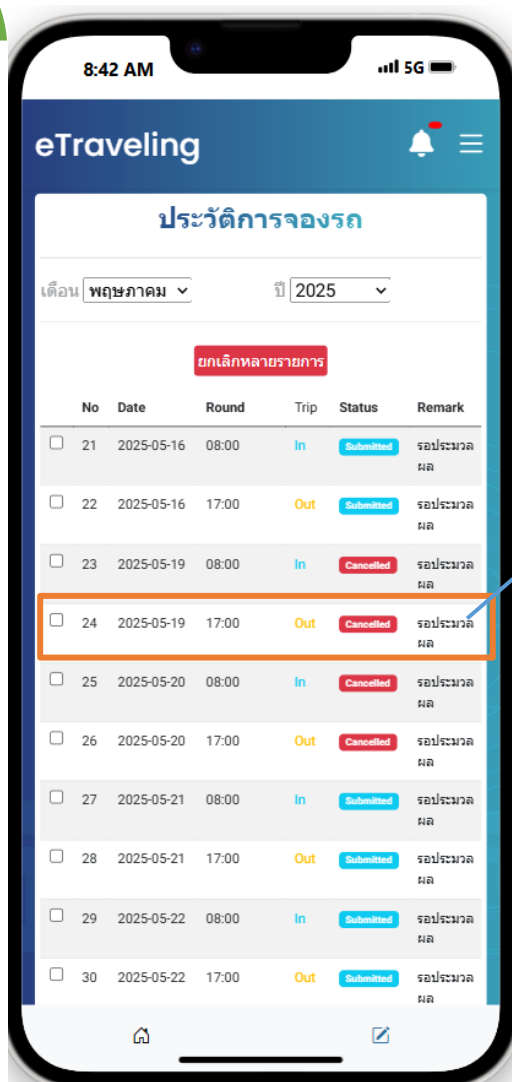 8:42 AM 5G
eTraveling
ประวัติการจองรถ
เดือน พฤษภาคม ปี 2025
ยกเลิกหลายรายการ
No Date Round Trip Status Remark
21 2025-05-16 08:00 In Submitted รอประมวล
ผล
22 2025-05-16 17:00 Out Submitted รอประมวล
ผล
23 2025-05-19 08:00 In Cancelled รอประมวล
ผล
24 2025-05-19 17:00 Out Cancelled รอประมวล
ผล
25 2025-05-20 08:00 In Cancelled รอประมวล
ผล
26 2025-05-20 17:00 Out Cancelled รอประมวล
ผล
27 2025-05-21 08:00 In Submitted รอประมวล
ผล
28 2025-05-21 17:00 Out Submitted รอประมวล
ผล
29 2025-05-22 08:00 In Submitted รอประมวล
ผล
30 2025-05-22 17:00 Out Submitted รอประมวล
ผล